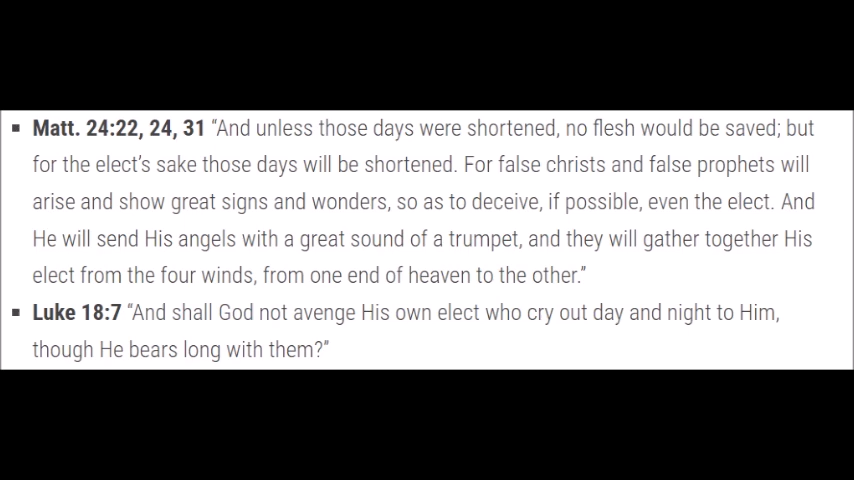 ▪ Matt. 24:22, 24, 31 “And unless those days were shortened, no flesh would be saved; but
for the elect’s sake those days will be shortened. For false christs and false prophets will
arise and show great signs and wonders, so as to deceive, if possible, even the elect. And
He will send His angels with a great sound of a trumpet, and they will gather together His
elect from the four winds, from one end of heaven to the other.”
▪ Luke 18:7 “And shall God not avenge His own elect who cry out day and night to Him,
though He bears long with them?”